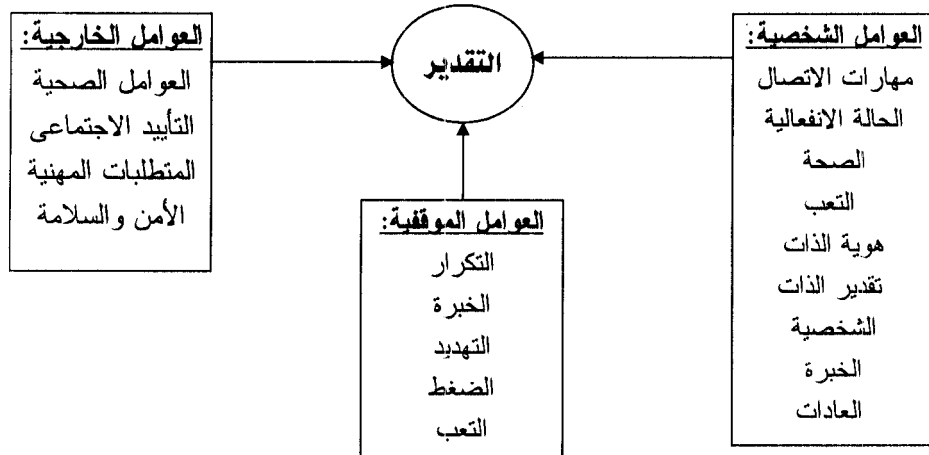 التقدير
العوامل الشخصية:
مهارات الاتصال
الحالة الانفعالية
الصحة
التعب
هوية الذات
تقدير الذات
الشخصية
الخبرة
العادات
العوامل الموقفية:
التكرار
الخبرة
التهديد
الضغط
التعب
العوامل الخارجية:
العوامل الصحية
التأييد الاجتماعى
المتطلبات المهنية
الأمن والسلامة